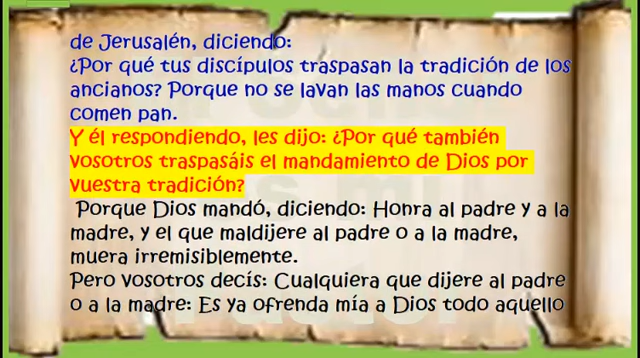 de Jerusalén, diciendo:
¿Por qué tus discípulos traspasan la tradición de los
ancianos? Porque no se lavan las manos cuando
comen pan.
Y él respondiendo, les dijo: ¿Por qué también
vosotros traspasáis el mandamiento de Dios por
vuestra tradición?
Porque Dios mandó, diciendo: Honra al padre y a la
madre, y el que maldijere al padre o a la madre,
muera irremisiblemente.
Pero vosotros decís: Cualquiera que dijere al padre
o a la madre: Es ya ofrenda mía a Dios todo aquello